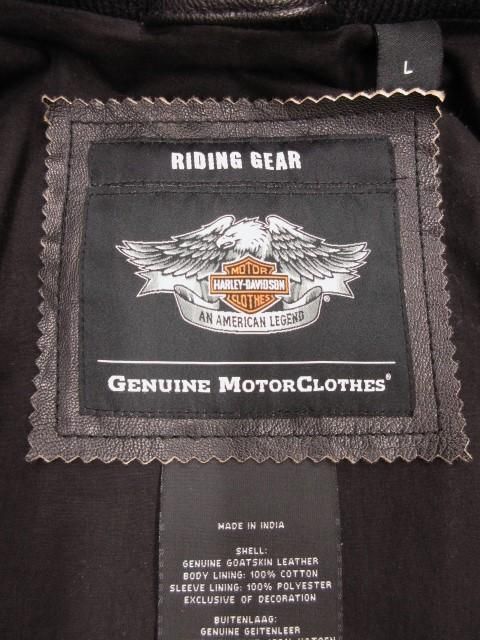 L
RIDING GEAR
MOTOR
HARLEY-DAVIDSON
CLOTHES
AN AMERICAN LEGEND
®
GENUINE MOTORCLOTHES®
MADE IN INDIA
SHELL:
GENUINE GOATSKIN LEATHER
BODY LINING: 100% COTTON
SLEEVE LINING: 100% POLYESTER
EXCLUSIVE OF DECORATION
BUITENLAAG:
GENUINE GEITENLEER